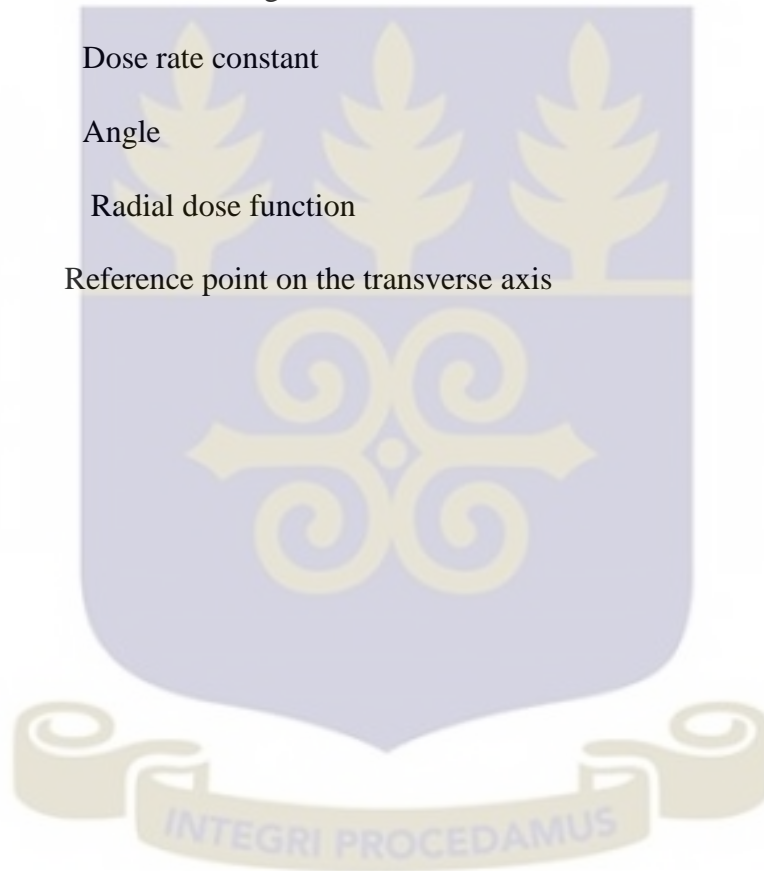 Dose rate constant
Angle
Radial dose function
Reference point on the transverse axis
INTEGRI PROCEDAMUS